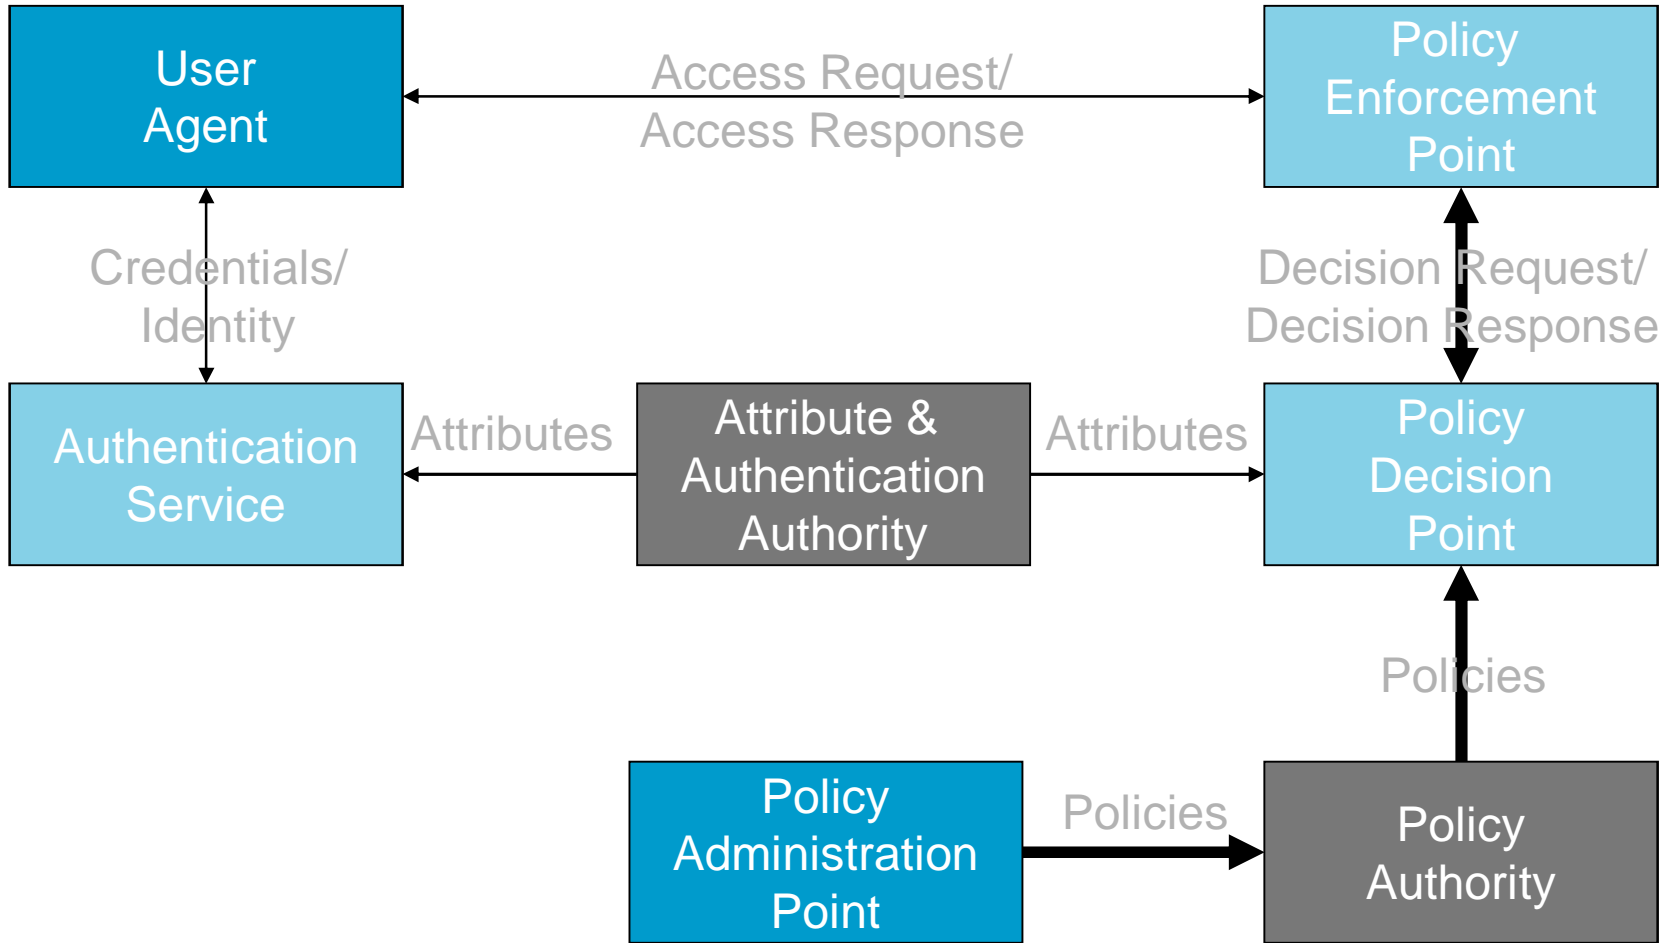 User
Agent
Access Request/
Access Response
Policy
Enforcement
Point
Credentials/
Identity
Decision Request/
Decision Response
Authentication
Service
Attributes
Attribute &
Authentication
Authority
Attributes
Policy
Decision
Point
Policies
Policy
Administration
Point
Policies
Policy
Authority